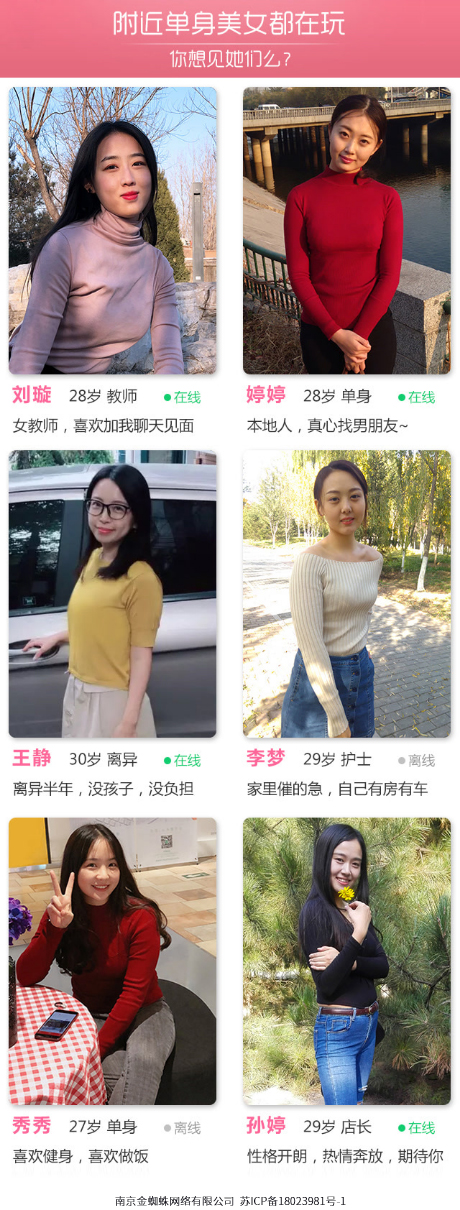 附近单身美女都在玩
你想见她们么？
刘璇 28岁 教师 在线
女教师，喜欢加我聊天见面
婷婷 28岁 单身 在线
本地人，真心找男朋友~
王静 30岁 离异 在线
离异半年，没孩子，没负担
李梦 29岁 护士 离线
家里催的急，自己有房有车
秀秀 27岁 单身 离线
喜欢健身，喜欢做饭
孙婷 29岁 店长 在线
性格开朗，热情奔放，期待你
南京金蜘蛛网络有限公司 苏ICP备18023981号-1